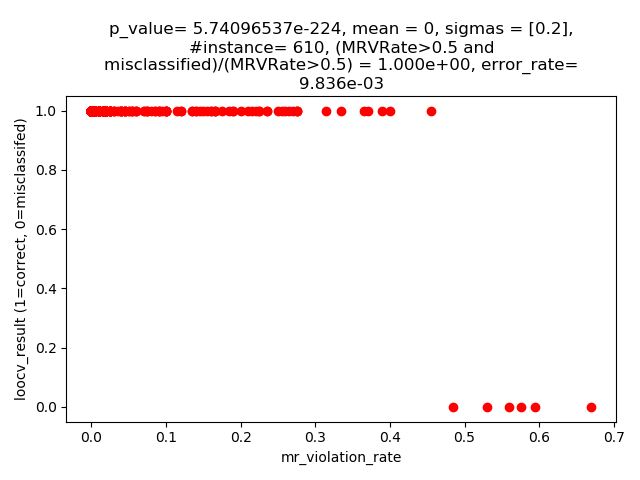 p_value= 5.74096537e-224, mean = 0, sigmas = [0.2],
#instance= 610, (MRVRate>0.5 and
misclassified)/(MRVRate>0.5) = 1.000e+00, error_rate=
9.836e-03
loocv_result (1=correct, 0=misclassifed)
1.0
0.8
0.6
0.4
0.2
0.0
0.0 0.1 0.2 0.3 0.4 0.5 0.6 0.7
mr_violation_rate